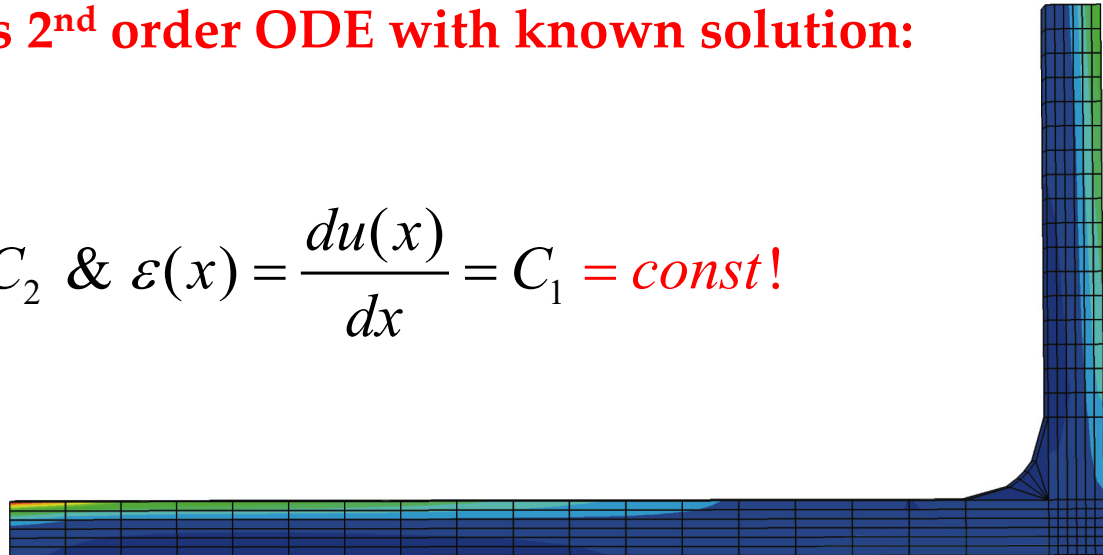 s 2nd order ODE with known solution:
C2 & ε(x) = du(x)/dx = C1 = const!